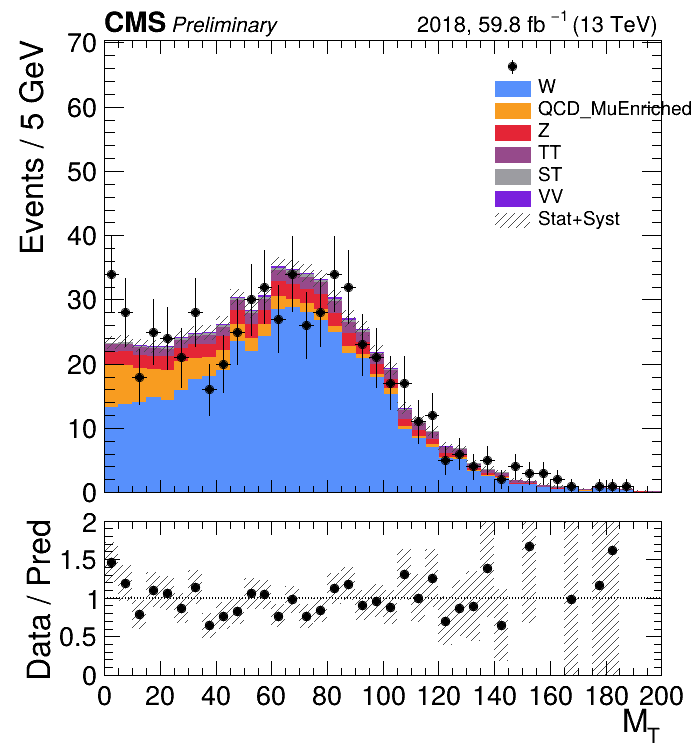 CMS Preliminary 2018, 59.8 fb⁻¹ (13 TeV)
Events / 5 GeV
70
60
50
40
30
20
10
0
W
QCD_MuEnriched
Z
TT
ST
VV
Stat+Syst
Data / Pred
2
1.5
1
0.5
0
0 20 40 60 80 100 120 140 160 180 200
M_T